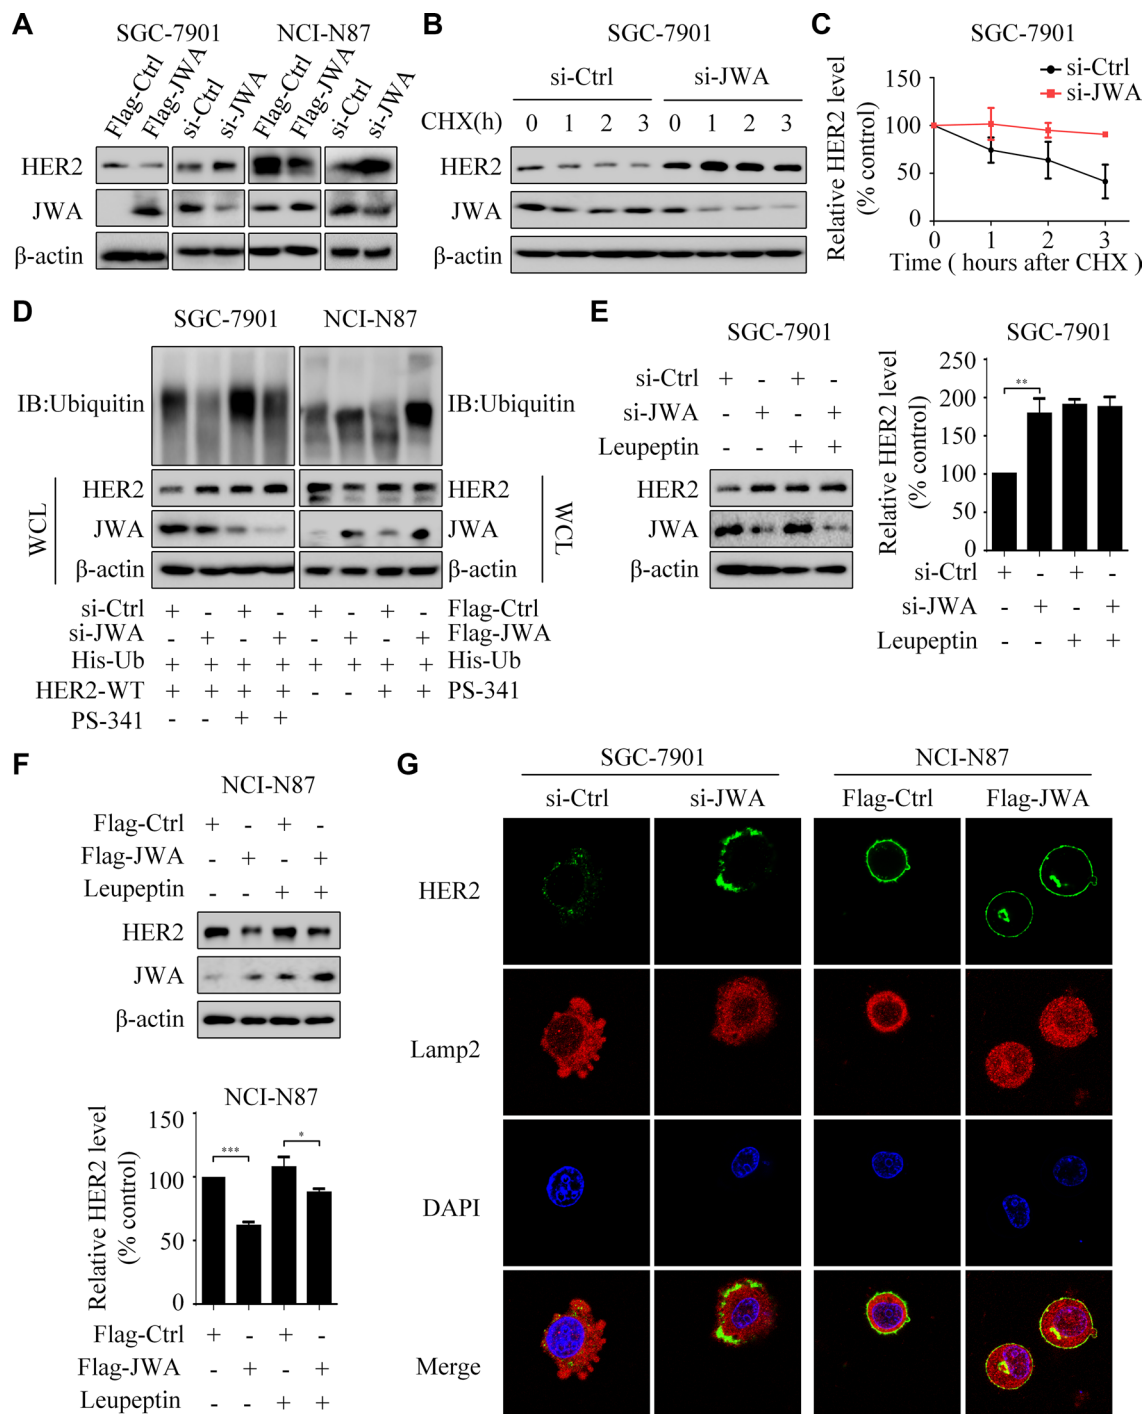 A
SGC-7901 NCI-N87
Flag-Ctrl Flag-JWA si-Ctrl si-JWA Flag-Ctrl Flag-JWA si-Ctrl si-JWA
HER2
JWA
β-actin
B
SGC-7901
si-Ctrl si-JWA
CHX(h) 0 1 2 3 0 1 2 3
HER2
JWA
β-actin
C
SGC-7901
si-Ctrl
si-JWA
Relative HER2 level
(% control)
150
100
50
0
0 1 2 3
Time ( hours after CHX )
D
SGC-7901 NCI-N87
IB:Ubiquitin IB:Ubiquitin
WCL HER2 HER2 WCL
JWA JWA
β-actin β-actin
si-Ctrl + - + - + - + - Flag-Ctrl
si-JWA - + - + - + - + Flag-JWA
His-Ub + + + + + + + + His-Ub
HER2-WT + + + + - - + + PS-341
PS-341 - - + +
E
SGC-7901
si-Ctrl + - + -
si-JWA - + - +
Leupeptin - - + +
HER2
JWA
β-actin
SGC-7901
Relative HER2 level
(% control)
250
200
150
100
50
0
**
si-Ctrl + - + -
si-JWA - + - +
Leupeptin - - + +
F
NCI-N87
Flag-Ctrl + - + -
Flag-JWA - + - +
Leupeptin - - + +
HER2
JWA
β-actin
NCI-N87
Relative HER2 level
(% control)
150
100
50
0
*** *
Flag-Ctrl + - + -
Flag-JWA - + - +
Leupeptin - - + +
G
SGC-7901 NCI-N87
si-Ctrl si-JWA Flag-Ctrl Flag-JWA
HER2
Lamp2
DAPI
Merge